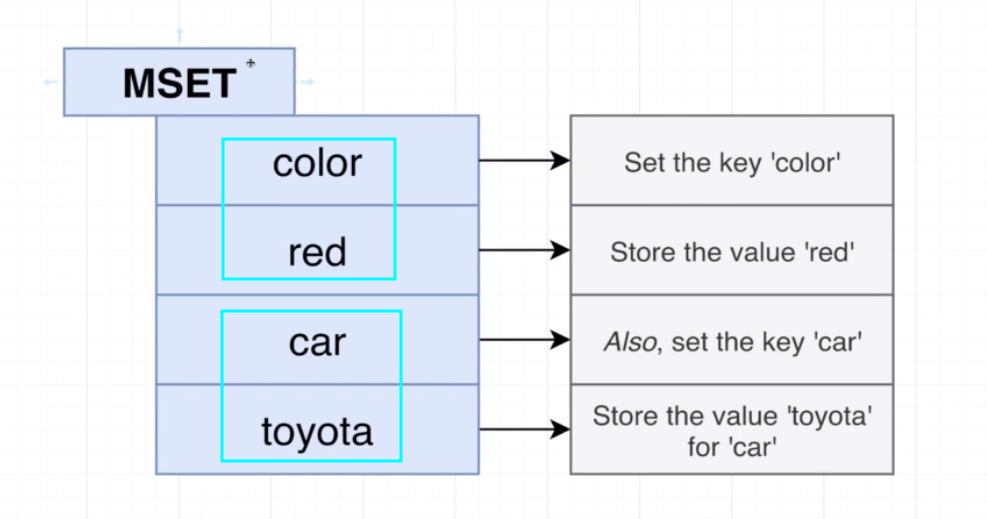 MSET
color
Set the key 'color'
red
Store the value 'red'
car
Also, set the key 'car'
toyota
Store the value 'toyota'
for 'car'